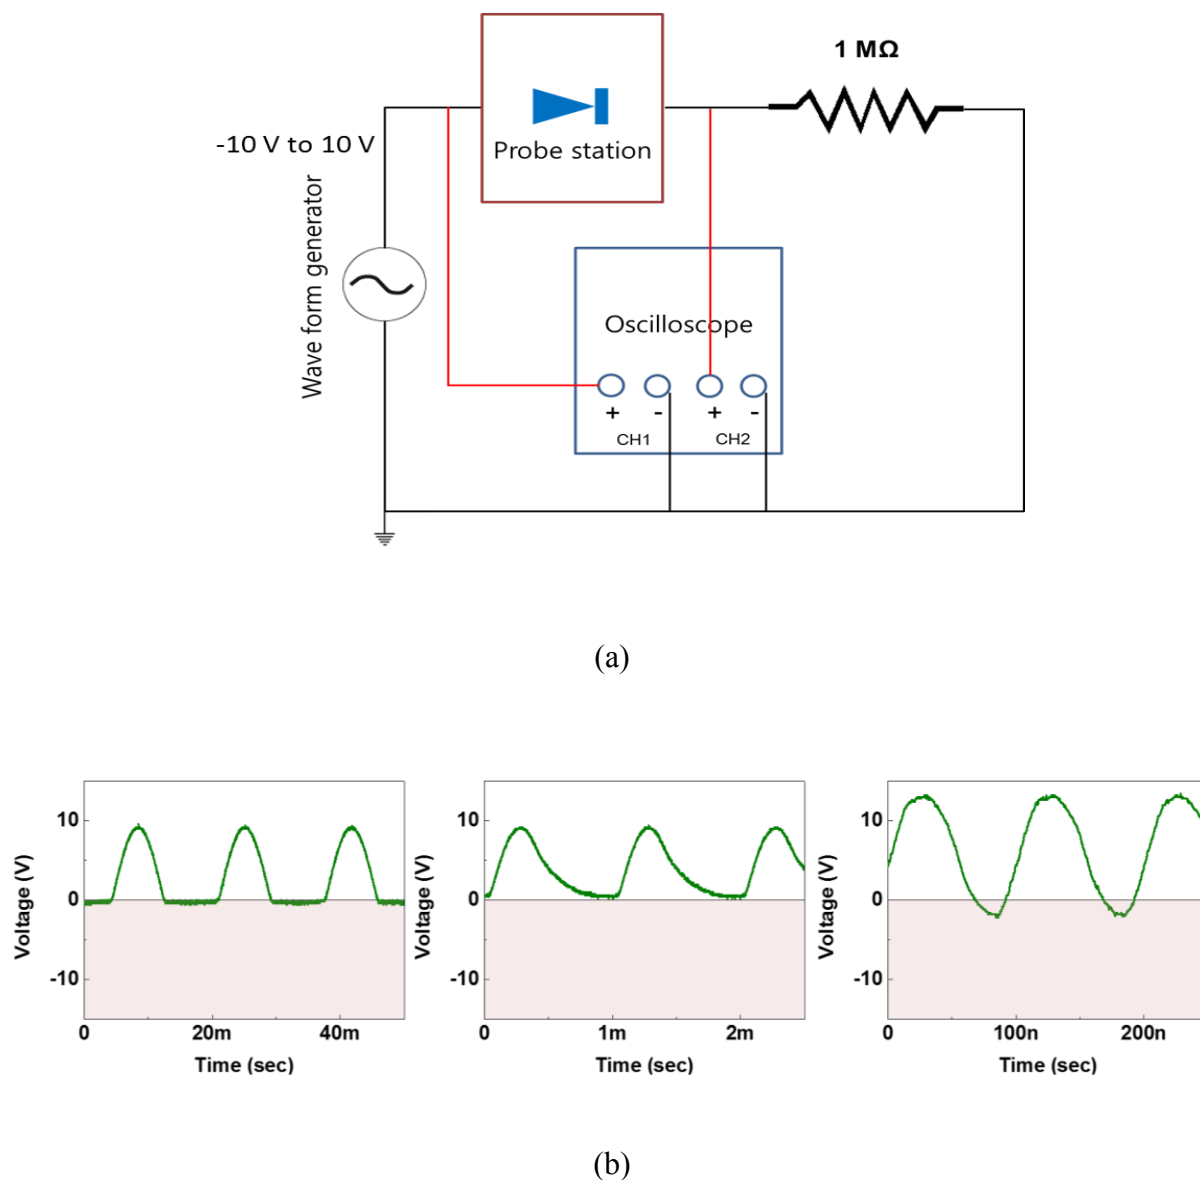 1 MΩ
-10 V to 10 V
Probe station
Wave form generator
Oscilloscope
+ - + -
CH1 CH2
(a)
10
0
-10
Voltage (V)
0 20m 40m
Time (sec)
10
0
-10
Voltage (V)
0 1m 2m
Time (sec)
10
0
-10
Voltage (V)
0 100n 200n
Time (sec)
(b)